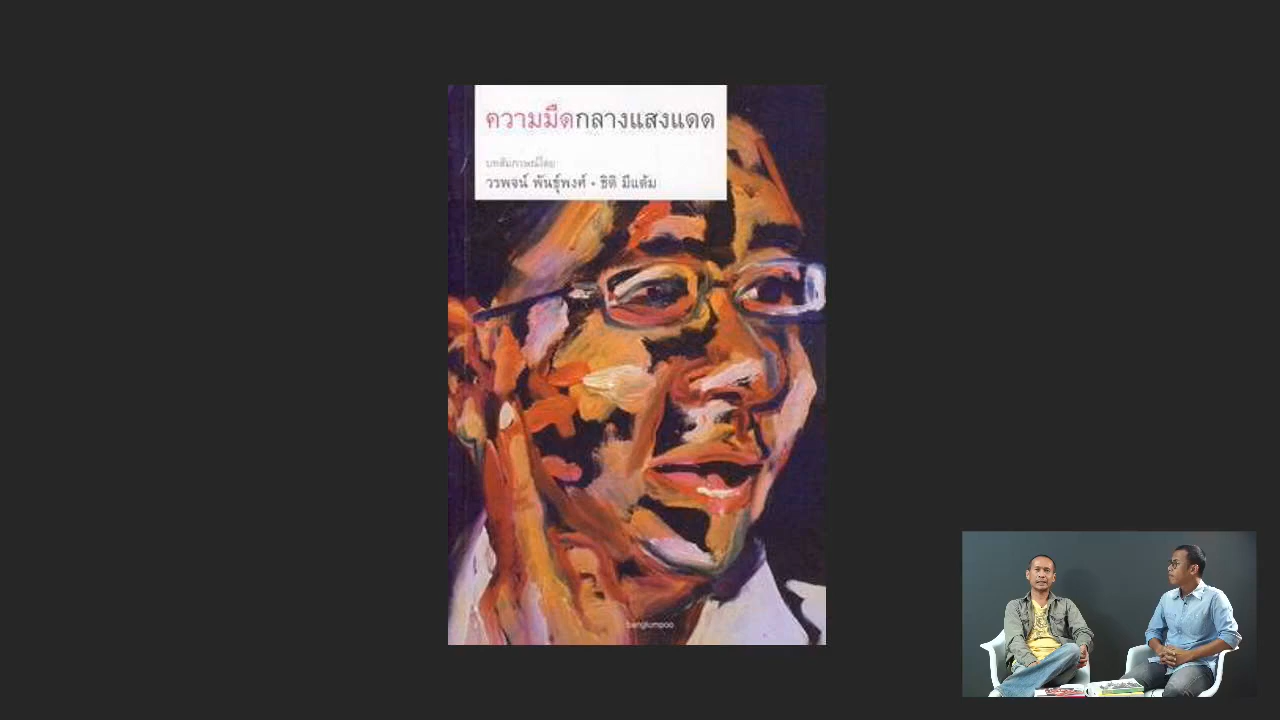 ความมืดกลางแสงแดด
บทสัมภาษณ์โดย
วรพจน์ พันธุ์พงศ์ • ธิติ มีแต้ม
banglumpoo